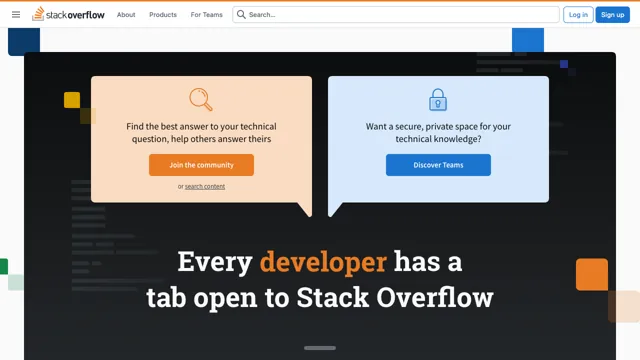 stackoverflow About Products For Teams Search... Log in Sign up
Find the best answer to your technical
question, help others answer theirs
Join the community
or search content
Want a secure, private space for your
technical knowledge?
Discover Teams
Every developer has a
tab open to Stack Overflow